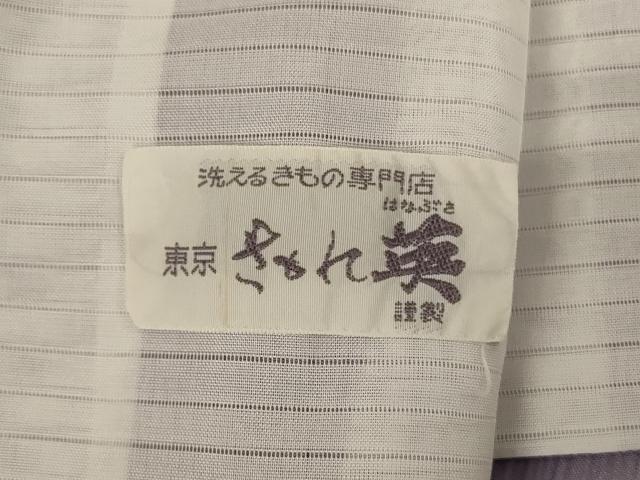 洗えるきもの専門店
はなぶさ
東京 きもの英
謹製